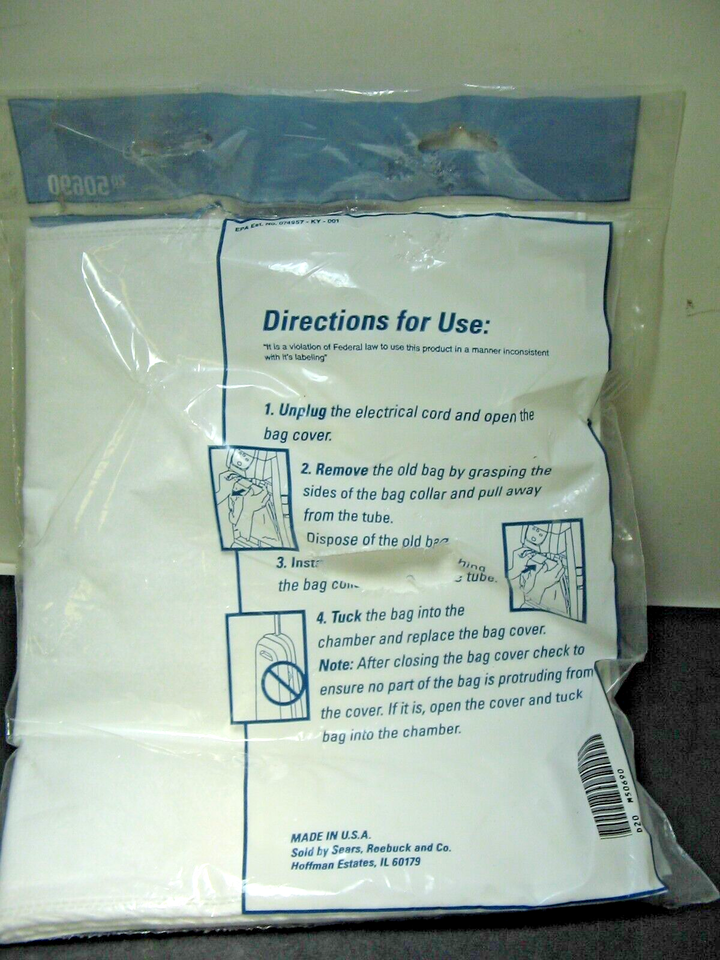 20 50690
EPA Est. No. 074957 - KY - 001
Directions for Use:
"It is a violation of Federal law to use this product in a manner inconsistent
with it's labeling"
1. Unplug the electrical cord and open the
bag cover.
2. Remove the old bag by grasping the
sides of the bag collar and pull away
from the tube.
Dispose of the old bag
3.
the bag tube.
4. Tuck the bag into the
chamber and replace the bag cover.
Note: After closing the bag cover check to
ensure no part of the bag is protruding from
the cover. If it is, open the cover and tuck
bag into the chamber.
D20 M50690
MADE IN U.S.A.
Sold by Sears, Roebuck and Co.
Hoffman Estates, IL 60179